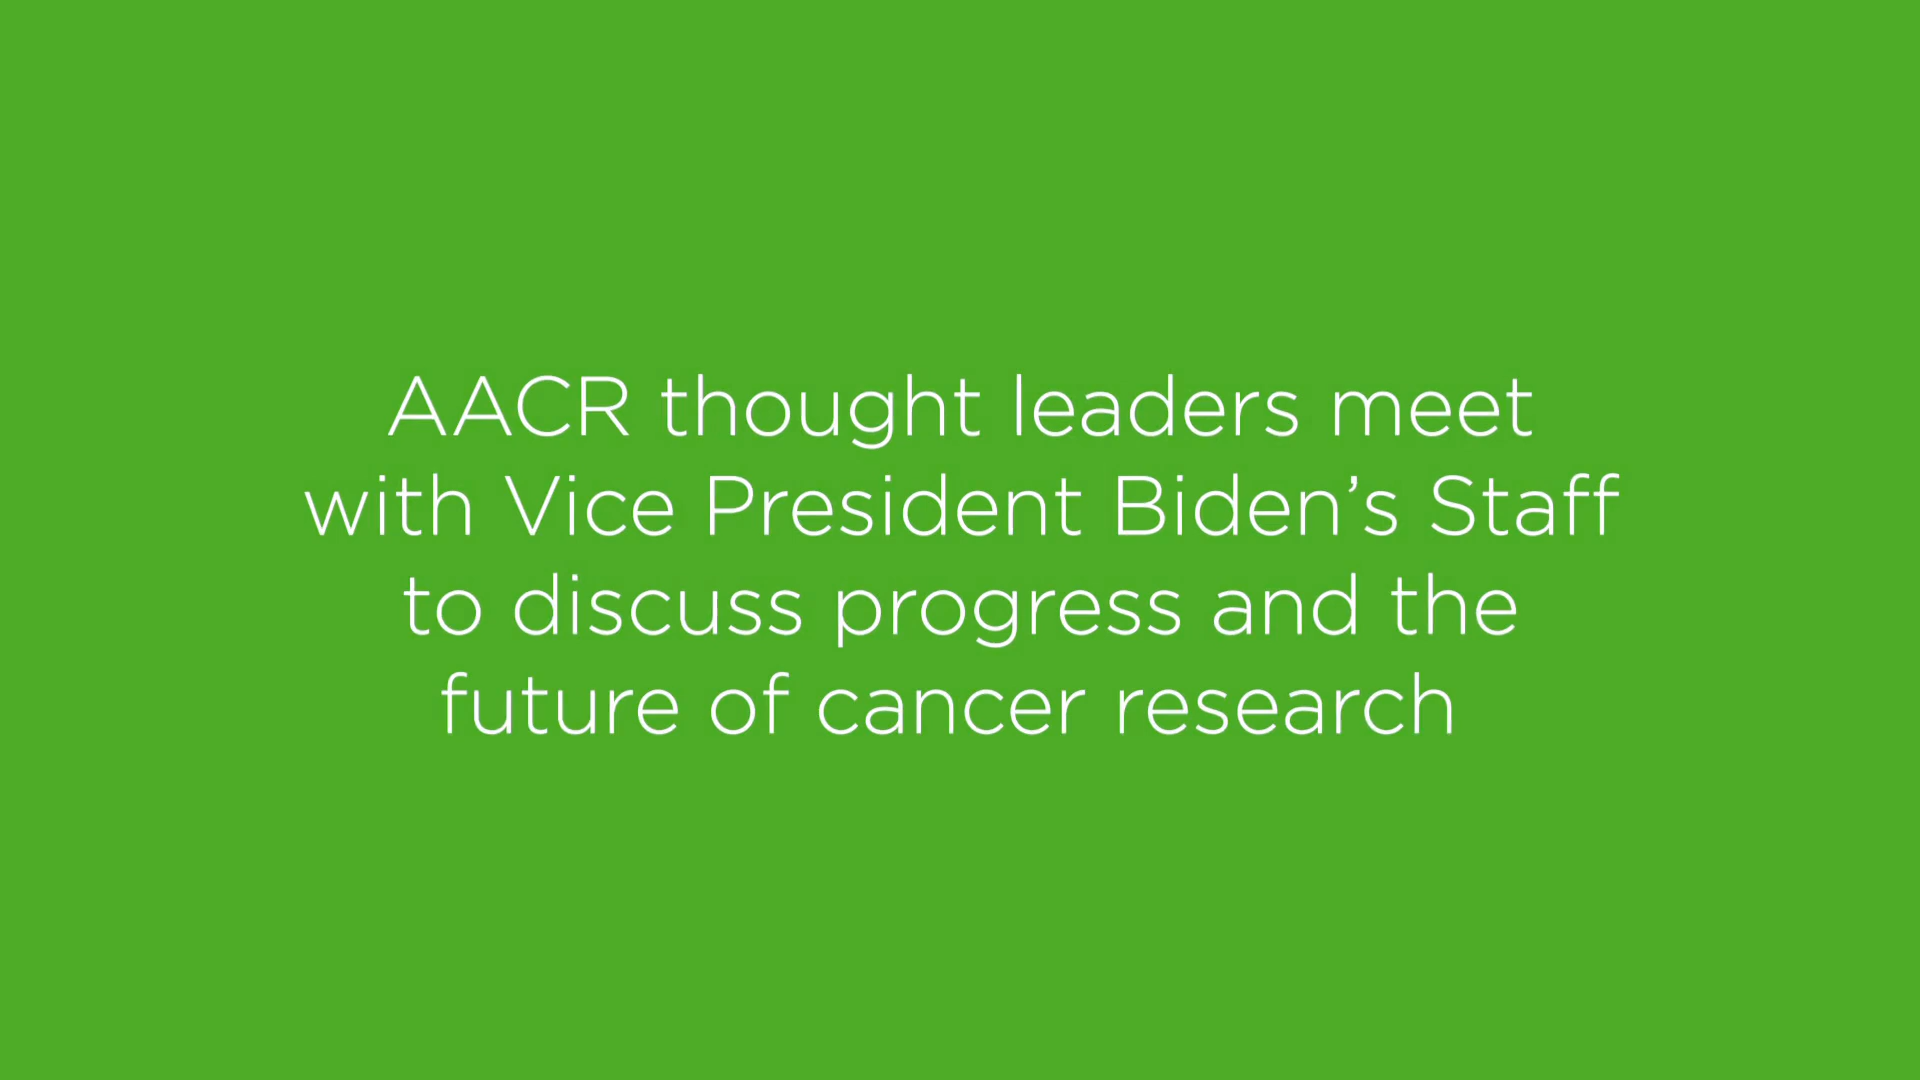 AACR thought leaders meet
with Vice President Biden’s Staff
to discuss progress and the
future of cancer research